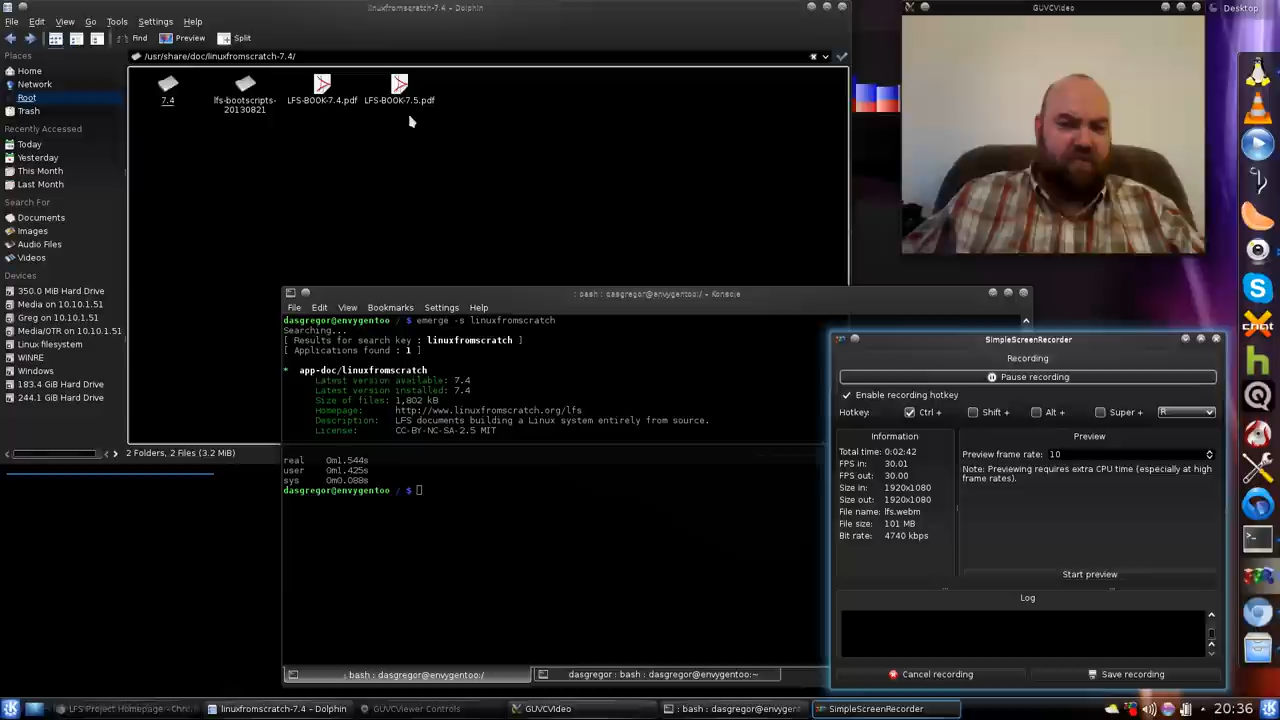 linuxfromscratch-7.4 – Dolphin
GUVCVideo
Desktop
File Edit View Go Tools Settings Help
Find Preview Split
Places
/usr/share/doc/linuxfromscratch-7.4/
Home
Network
Root
Trash
Recently Accessed
Today
Yesterday
This Month
Last Month
Search For
Documents
Images
Audio Files
Videos
Devices
350.0 MiB Hard Drive
Media on 10.10.1.51
Greg on 10.10.1.51
Media/OTR on 10.10.1.51
Linux filesystem
WINRE
Windows
183.4 GiB Hard Drive
244.1 GiB Hard Drive
7.4
lfs-bootscripts-
20130821
LFS-BOOK-7.4.pdf
LFS-BOOK-7.5.pdf
2 Folders, 2 Files (3.2 MiB)
: bash : dasgregor@envygentoo:/ – Konsole
File Edit View Bookmarks Settings Help
dasgregor@envygentoo / $ emerge -s linuxfromscratch
Searching...
[ Results for search key : linuxfromscratch ]
[ Applications found : 1 ]
* app-doc/linuxfromscratch
Latest version available: 7.4
Latest version installed: 7.4
Size of files: 1,802 kB
Homepage: http://www.linuxfromscratch.org/lfs
Description: LFS documents building a Linux system entirely from source.
License: CC-BY-NC-SA-2.5 MIT
real 0m1.544s
user 0m1.425s
sys 0m0.088s
dasgregor@envygentoo / $
: bash : dasgregor@envygentoo:/
dasgregor : bash : dasgregor@envygentoo:~
SimpleScreenRecorder
Recording
Pause recording
Enable recording hotkey
Hotkey: Ctrl + Shift + Alt + Super + R
Information
Total time: 0:02:42
FPS in: 30.01
FPS out: 30.00
Size in: 1920x1080
Size out: 1920x1080
File name: lfs.webm
File size: 101 MB
Bit rate: 4740 kbps
Preview
Preview frame rate: 10
Note: Previewing requires extra CPU time (especially at high
frame rates).
Start preview
Log
Cancel recording
Save recording
LFS Project Homepage - Chrc
linuxfromscratch-7.4 – Dolphin
GUVCViewer Controls
GUVCVideo
: bash : dasgregor@envygentoo
SimpleScreenRecorder
20:36